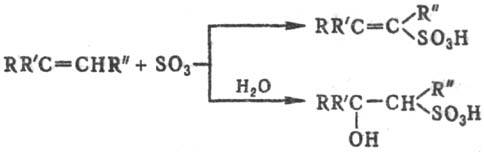 RR′C=C R″ SO₃H
RR′C=CHR″ + SO₃
H₂O
RR′C—CH R″ SO₃H
OH